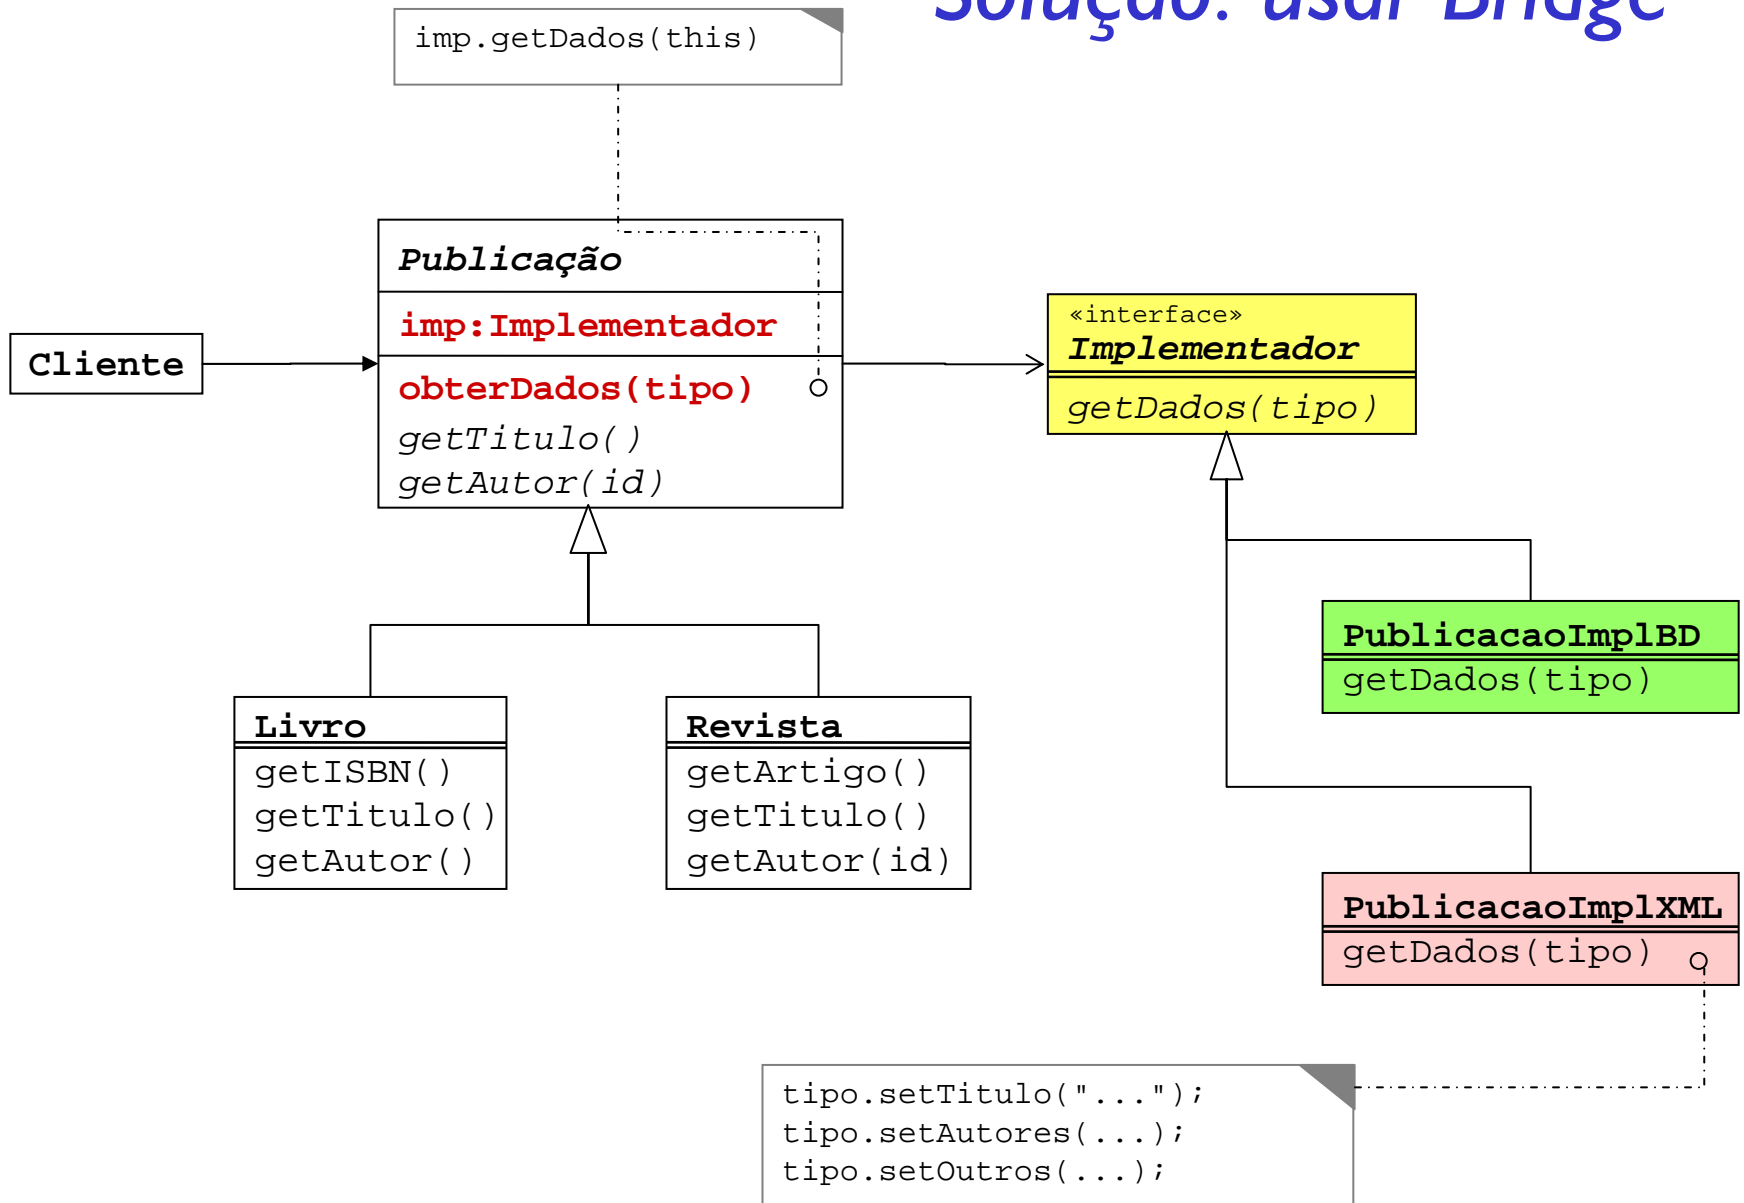 Solução: usar Bridge
imp.getDados(this)
Publicação
imp:Implementador
obterDados(tipo)
getTitulo()
getAutor(id)
Cliente
«interface»
Implementador
getDados(tipo)
PublicacaoImplBD
getDados(tipo)
Livro
getISBN()
getTitulo()
getAutor()
Revista
getArtigo()
getTitulo()
getAutor(id)
PublicacaoImplXML
getDados(tipo)
tipo.setTitulo("...");
tipo.setAutores(...);
tipo.setOutros(...);